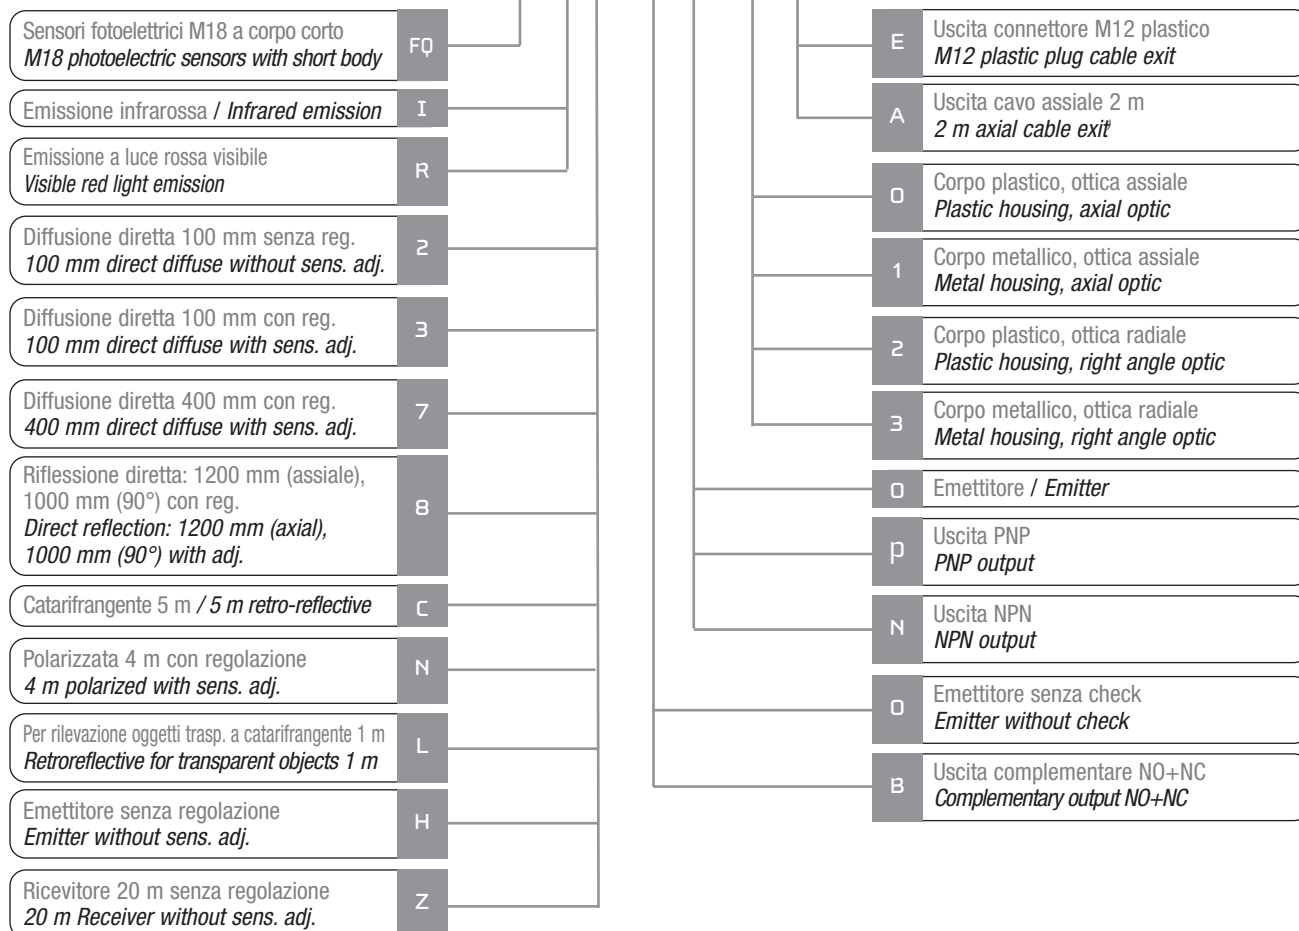 Sensori fotoelettrici M18 a corpo corto
M18 photoelectric sensors with short body
FQ
Emissione infrarossa / Infrared emission
I
Emissione a luce rossa visibile
Visible red light emission
R
Diffusione diretta 100 mm senza reg.
100 mm direct diffuse without sens. adj.
2
Diffusione diretta 100 mm con reg.
100 mm direct diffuse with sens. adj.
3
Diffusione diretta 400 mm con reg.
400 mm direct diffuse with sens. adj.
7
Riflessione diretta: 1200 mm (assiale),
1000 mm (90°) con reg.
Direct reflection: 1200 mm (axial),
1000 mm (90°) with adj.
8
Catarifrangente 5 m / 5 m retro-reflective
C
Polarizzata 4 m con regolazione
4 m polarized with sens. adj.
N
Per rilevazione oggetti trasp. a catarifrangente 1 m
Retroreflective for transparent objects 1 m
L
Emettitore senza regolazione
Emitter without sens. adj.
H
Ricevitore 20 m senza regolazione
20 m Receiver without sens. adj.
Z
E
Uscita connettore M12 plastico
M12 plastic plug cable exit
A
Uscita cavo assiale 2 m
2 m axial cable exit
0
Corpo plastico, ottica assiale
Plastic housing, axial optic
1
Corpo metallico, ottica assiale
Metal housing, axial optic
2
Corpo plastico, ottica radiale
Plastic housing, right angle optic
3
Corpo metallico, ottica radiale
Metal housing, right angle optic
0
Emettitore / Emitter
P
Uscita PNP
PNP output
N
Uscita NPN
NPN output
0
Emettitore senza check
Emitter without check
B
Uscita complementare NO+NC
Complementary output NO+NC